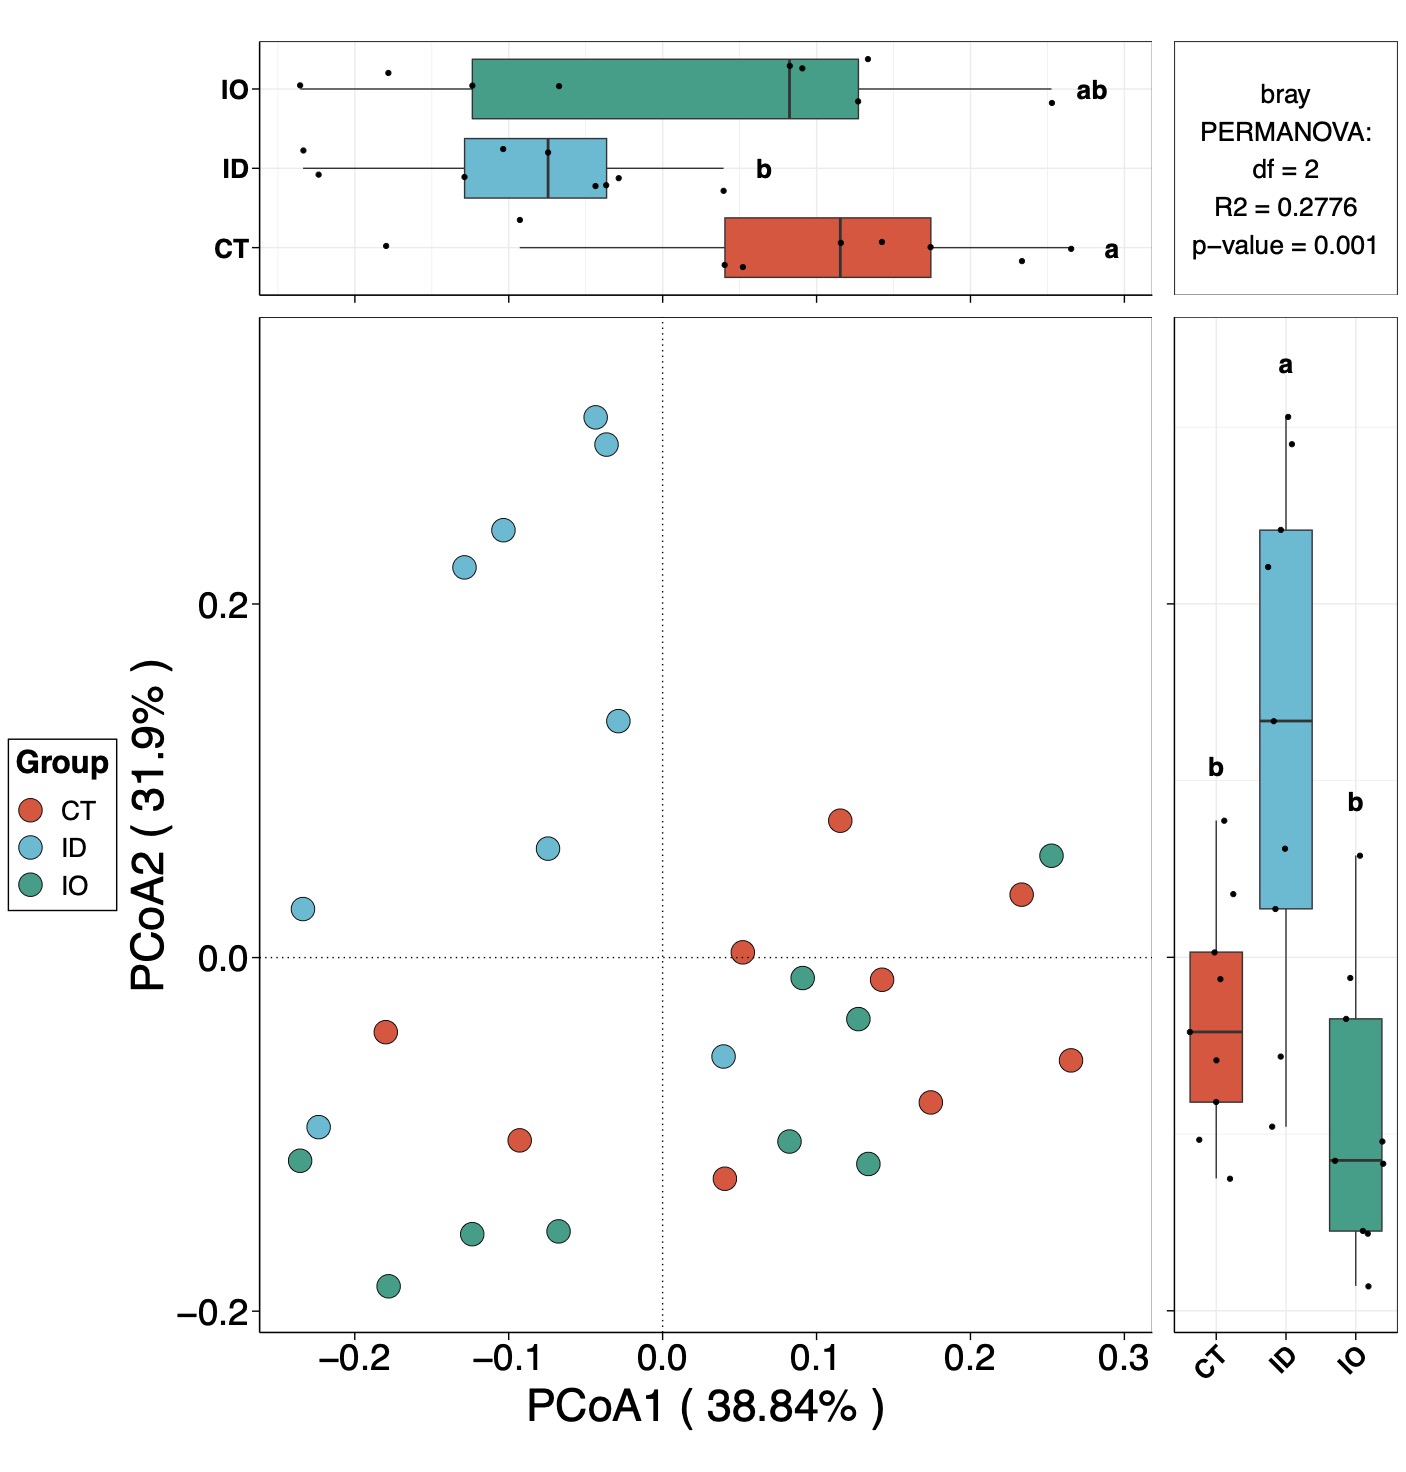 IO
ab
ID
b
CT
a
bray
PERMANOVA:
df = 2
R2 = 0.2776
p−value = 0.001
Group
CT
ID
IO
PCoA2 ( 31.9% )
0.2
0.0
−0.2
−0.2
−0.1
0.0
0.1
0.2
0.3
PCoA1 ( 38.84% )
a
b
b
CT
ID
IO